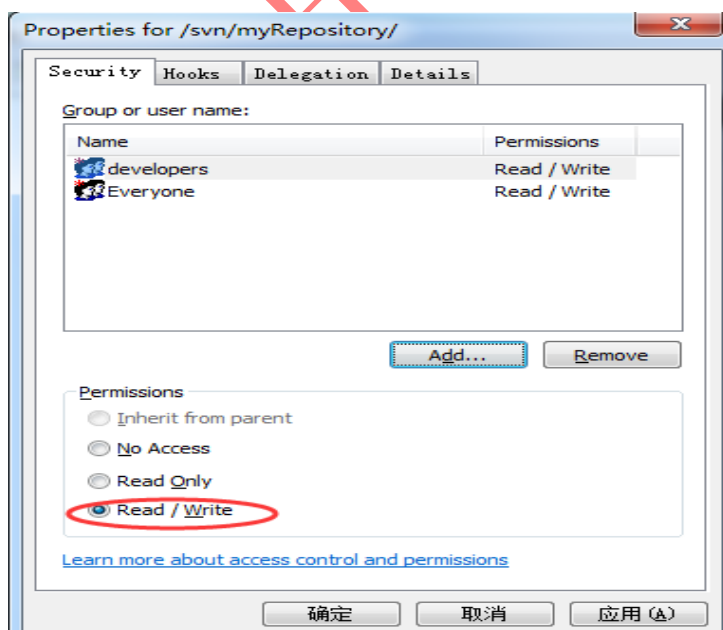 Properties for /svn/myRepository/
Security Hooks Delegation Details
Group or user name:
Name Permissions
developers Read / Write
Everyone Read / Write
Add... Remove
Permissions
Inherit from parent
No Access
Read Only
Read / Write
Learn more about access control and permissions
确定 取消 应用(A)